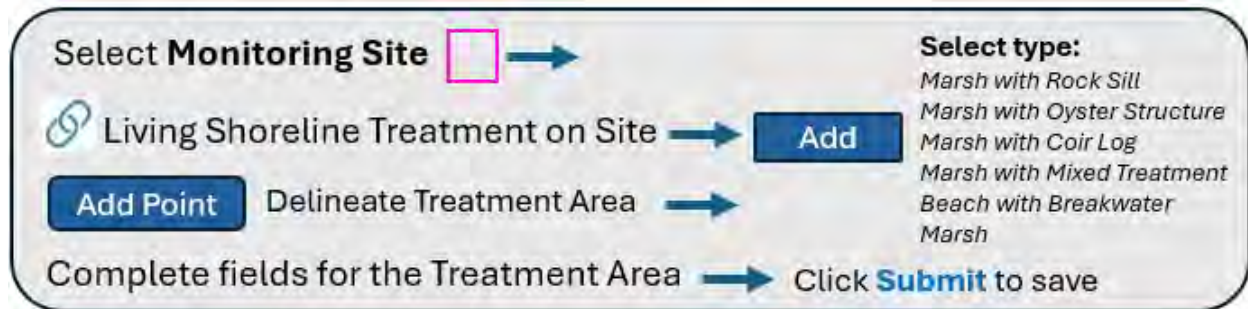 Select Monitoring Site
Living Shoreline Treatment on Site
Add
Add Point
Delineate Treatment Area
Complete fields for the Treatment Area
Click Submit to save
Select type:
Marsh with Rock Sill
Marsh with Oyster Structure
Marsh with Coir Log
Marsh with Mixed Treatment
Beach with Breakwater
Marsh